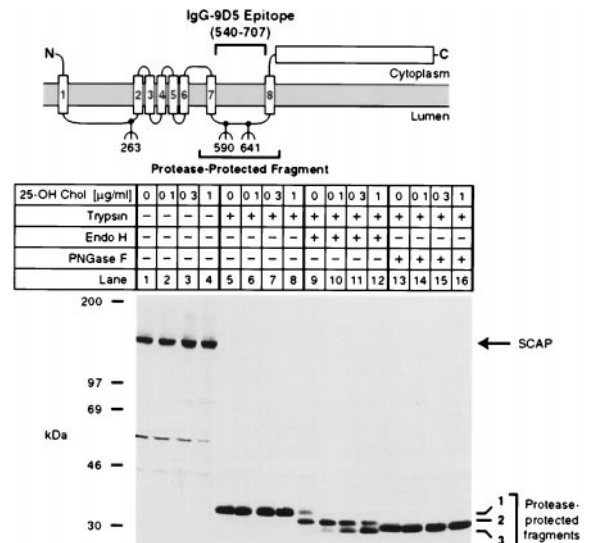 IgG-9D5 Epitope
(540-707)
N
C
Cytoplasm
1 2 3 4 5 6 7 8
Lumen
263 590 641
Protease-Protected Fragment
25-OH Chol [µg/ml] 0 0 1 0 3 1 0 0 1 0 3 1 0 0 1 0 3 1 0 0 1 0 3 1
Trypsin − − − − + + + + + + + + + + + +
Endo H − − − − − − − − + + + + − − − −
PNGase F − − − − − − − − − − − − + + + +
Lane 1 2 3 4 5 6 7 8 9 10 11 12 13 14 15 16
200
SCAP
97
69
kDa
46
30
1
2
3
Protease-
protected
fragments